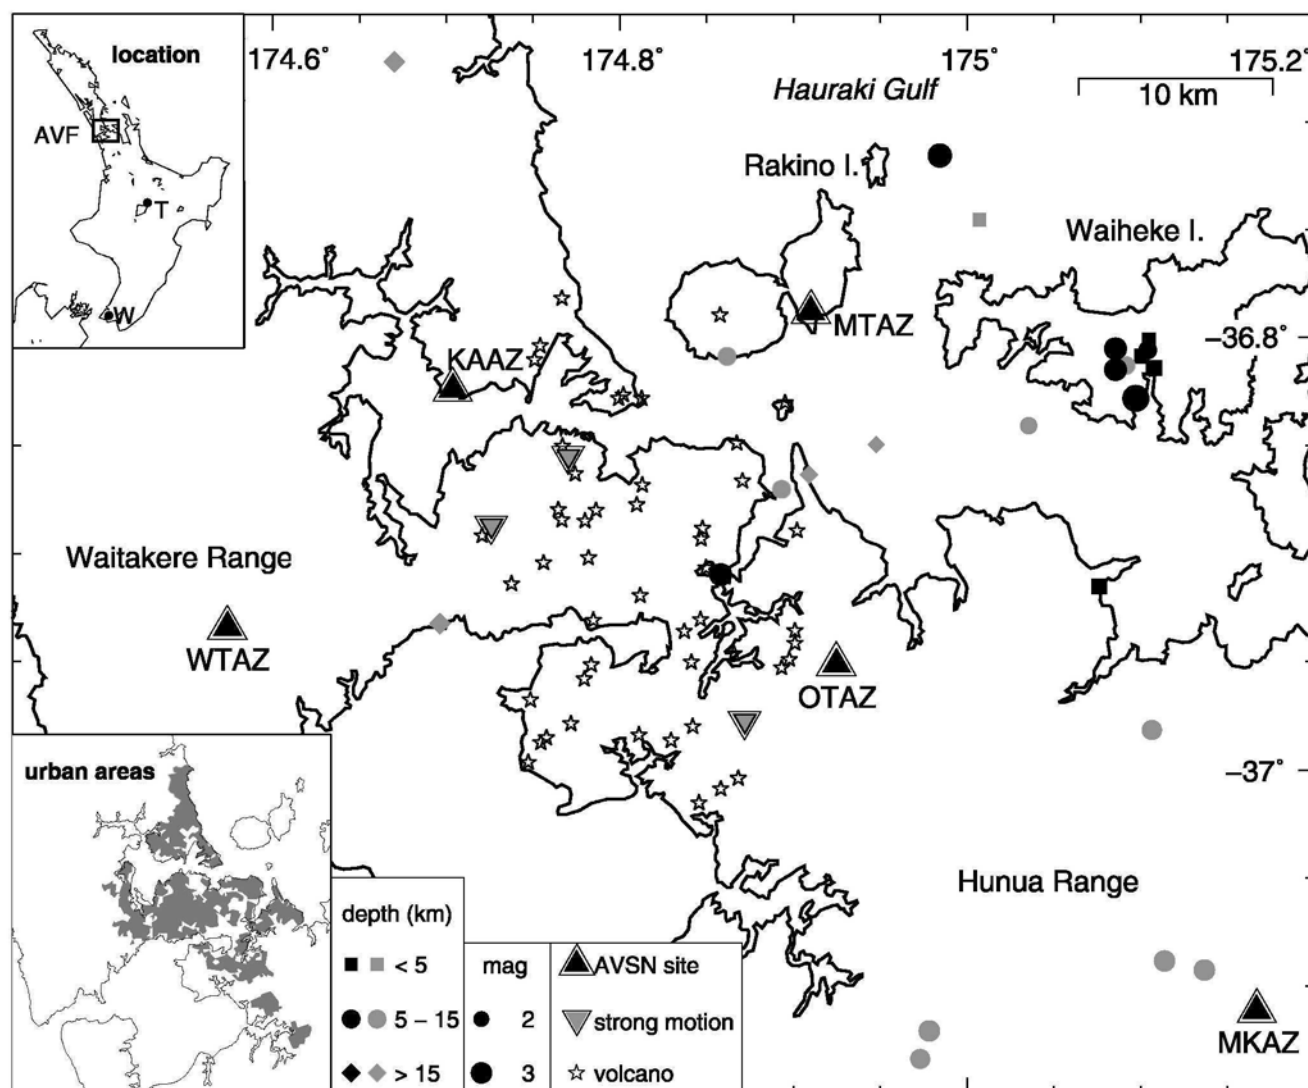 location
AVF
T
W
174.6°
174.8°
175°
175.2°
Hauraki Gulf
10 km
Rakino I.
Waiheke I.
MTAZ
–36.8°
KAAZ
Waitakere Range
WTAZ
OTAZ
–37°
urban areas
Hunua Range
MKAZ
depth (km)
< 5
5 – 15
> 15
mag
2
3
AVSN site
strong motion
volcano